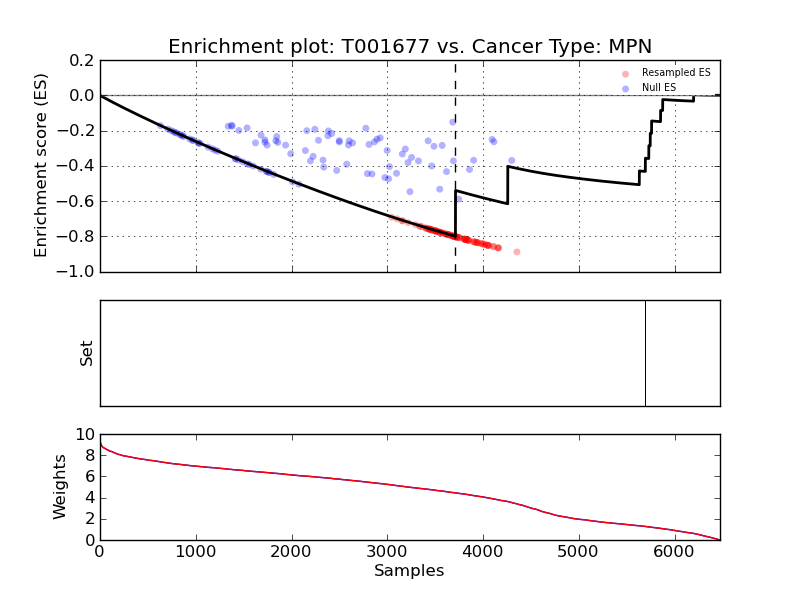 Enrichment plot: T001677 vs. Cancer Type: MPN
Enrichment score (ES)
0.2
0.0
−0.2
−0.4
−0.6
−0.8
−1.0
Resampled ES
Null ES
Set
Weights
10
8
6
4
2
0
0 1000 2000 3000 4000 5000 6000
Samples